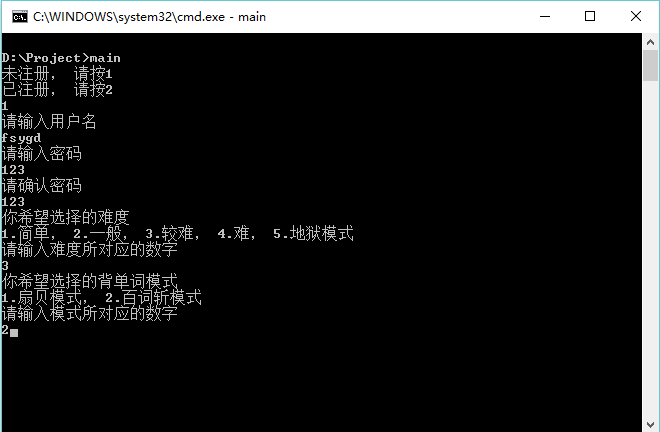 C:\WINDOWS\system32\cmd.exe - main
D:\Project>main
未注册， 请按1
已注册， 请按2
1
请输入用户名
fsygd
请输入密码
123
请确认密码
123
你希望选择的难度
1.简单， 2.一般， 3.较难， 4.难， 5.地狱模式
请输入难度所对应的数字
3
你希望选择的背单词模式
1.扇贝模式， 2.百词斩模式
请输入模式所对应的数字
2